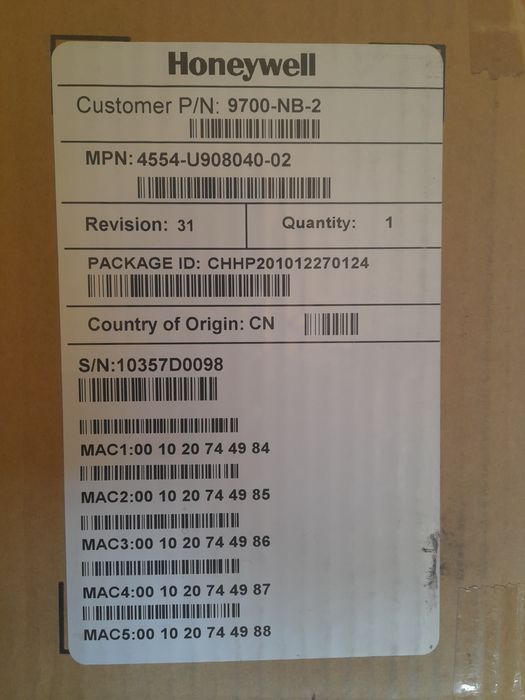 Honeywell
Customer P/N: 9700-NB-2
MPN: 4554-U908040-02
Revision: 31 Quantity: 1
PACKAGE ID: CHHP201012270124
Country of Origin: CN
S/N:10357D0098
MAC1:00 10 20 74 49 84
MAC2:00 10 20 74 49 85
MAC3:00 10 20 74 49 86
MAC4:00 10 20 74 49 87
MAC5:00 10 20 74 49 88